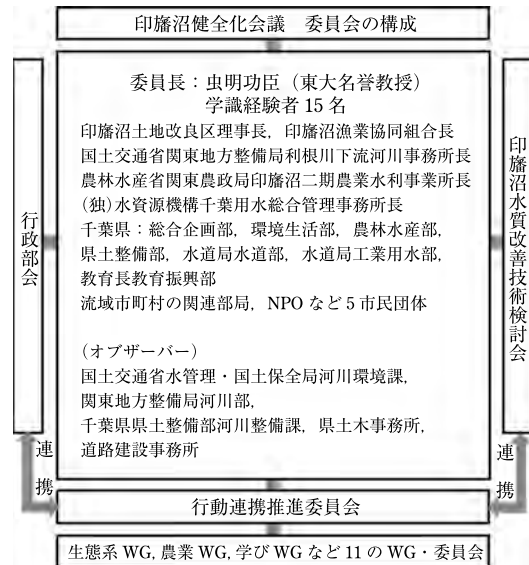 印旛沼健全化会議　委員会の構成
委員長：虫明功臣（東大名誉教授）
学識経験者 15 名
印旛沼土地改良区理事長，印旛沼漁業協同組合長
国土交通省関東地方整備局利根川下流河川事務所長
農林水産省関東農政局印旛沼二期農業水利事業所長
(独)水資源機構千葉用水総合管理事務所長
千葉県：総合企画部，環境生活部，農林水産部，
県土整備部，水道局水道部，水道局工業用水部，
教育長教育振興部
流域市町村の関連部局，NPO など 5 市民団体
（オブザーバー）
国土交通省水管理・国土保全局河川環境課，
関東地方整備局河川部，
千葉県県土整備部河川整備課，県土木事務所，
道路建設事務所
行政部会
印旛沼水質改善技術検討会
連携
連携
行動連携推進委員会
生態系 WG, 農業 WG, 学び WG など 11 の WG・委員会